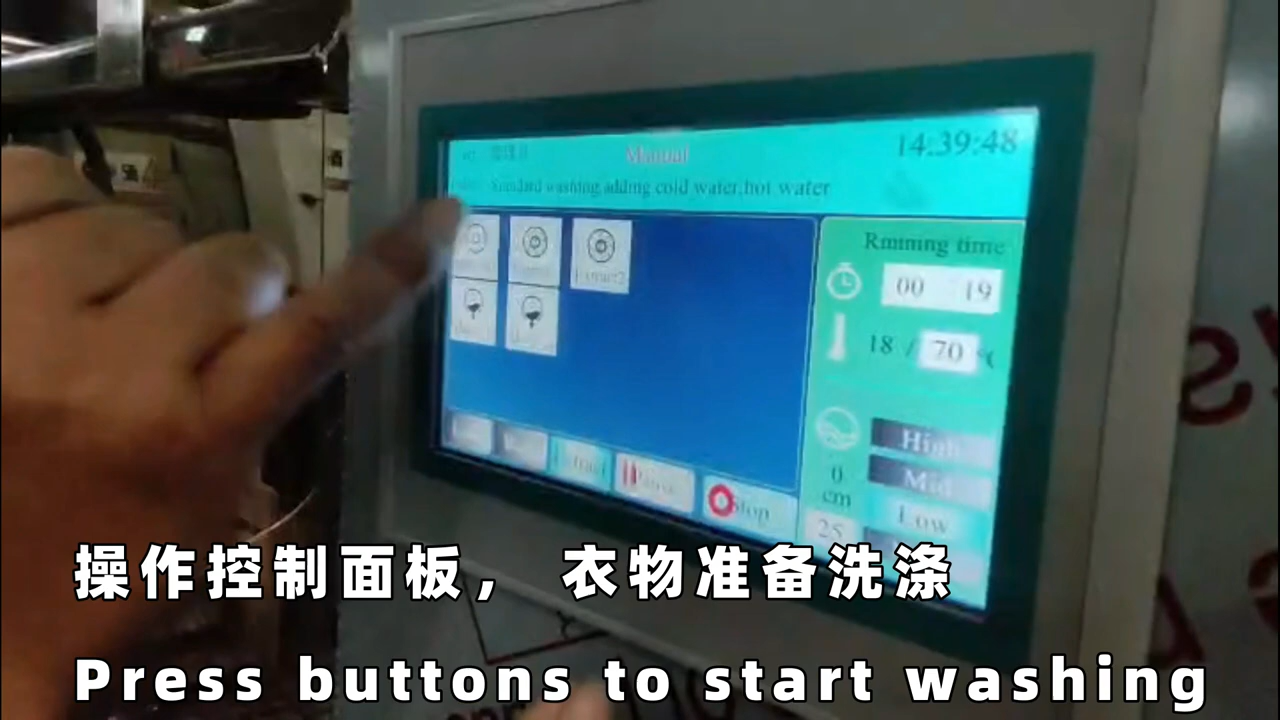 Manual
14:39:48
Standard washing adding cold water,hot water
Running time
00 19
18 / 70
Extract2
High
Mid
0
cm
Low
25
Pause
Stop
操作控制面板， 衣物准备洗涤
Press buttons to start washing